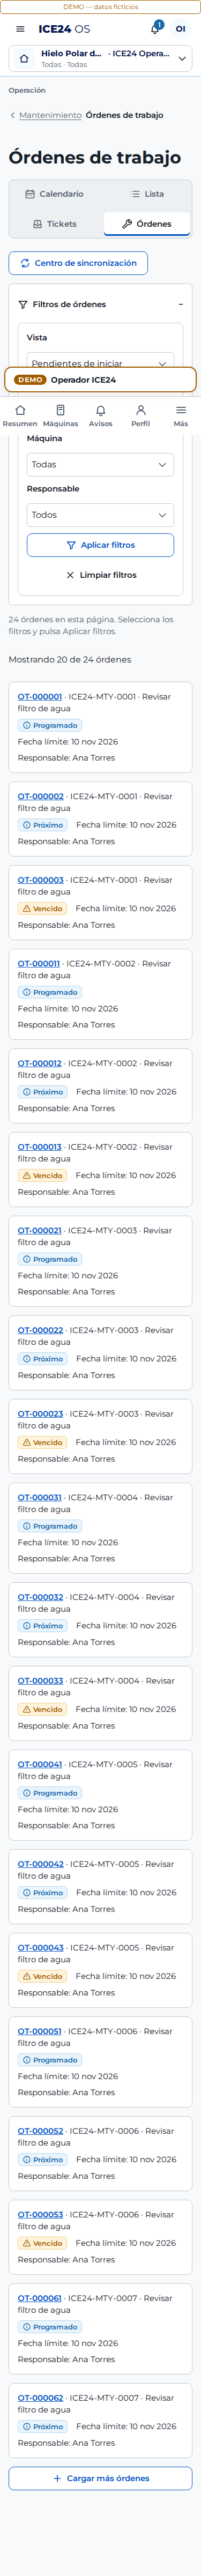 DEMO — datos ficticios
ICE24 OS
1
OI
Hielo Polar d... · ICE24 Opera...
Todas · Todas
Operación
Mantenimiento Órdenes de trabajo
Órdenes de trabajo
Calendario
Lista
Tickets
Órdenes
Centro de sincronización
Filtros de órdenes
Vista
Pendientes de iniciar
DEMO Operador ICE24
Resumen
Máquinas
Avisos
Perfil
Más
Máquina
Todas
Responsable
Todos
Aplicar filtros
Limpiar filtros
24 órdenes en esta página. Selecciona los
filtros y pulsa Aplicar filtros.
Mostrando 20 de 24 órdenes
OT-000001 · ICE24-MTY-0001 · Revisar
filtro de agua
Programado
Fecha límite: 10 nov 2026
Responsable: Ana Torres
OT-000002 · ICE24-MTY-0001 · Revisar
filtro de agua
Próximo Fecha límite: 10 nov 2026
Responsable: Ana Torres
OT-000003 · ICE24-MTY-0001 · Revisar
filtro de agua
Vencido Fecha límite: 10 nov 2026
Responsable: Ana Torres
OT-000011 · ICE24-MTY-0002 · Revisar
filtro de agua
Programado
Fecha límite: 10 nov 2026
Responsable: Ana Torres
OT-000012 · ICE24-MTY-0002 · Revisar
filtro de agua
Próximo Fecha límite: 10 nov 2026
Responsable: Ana Torres
OT-000013 · ICE24-MTY-0002 · Revisar
filtro de agua
Vencido Fecha límite: 10 nov 2026
Responsable: Ana Torres
OT-000021 · ICE24-MTY-0003 · Revisar
filtro de agua
Programado
Fecha límite: 10 nov 2026
Responsable: Ana Torres
OT-000022 · ICE24-MTY-0003 · Revisar
filtro de agua
Próximo Fecha límite: 10 nov 2026
Responsable: Ana Torres
OT-000023 · ICE24-MTY-0003 · Revisar
filtro de agua
Vencido Fecha límite: 10 nov 2026
Responsable: Ana Torres
OT-000031 · ICE24-MTY-0004 · Revisar
filtro de agua
Programado
Fecha límite: 10 nov 2026
Responsable: Ana Torres
OT-000032 · ICE24-MTY-0004 · Revisar
filtro de agua
Próximo Fecha límite: 10 nov 2026
Responsable: Ana Torres
OT-000033 · ICE24-MTY-0004 · Revisar
filtro de agua
Vencido Fecha límite: 10 nov 2026
Responsable: Ana Torres
OT-000041 · ICE24-MTY-0005 · Revisar
filtro de agua
Programado
Fecha límite: 10 nov 2026
Responsable: Ana Torres
OT-000042 · ICE24-MTY-0005 · Revisar
filtro de agua
Próximo Fecha límite: 10 nov 2026
Responsable: Ana Torres
OT-000043 · ICE24-MTY-0005 · Revisar
filtro de agua
Vencido Fecha límite: 10 nov 2026
Responsable: Ana Torres
OT-000051 · ICE24-MTY-0006 · Revisar
filtro de agua
Programado
Fecha límite: 10 nov 2026
Responsable: Ana Torres
OT-000052 · ICE24-MTY-0006 · Revisar
filtro de agua
Próximo Fecha límite: 10 nov 2026
Responsable: Ana Torres
OT-000053 · ICE24-MTY-0006 · Revisar
filtro de agua
Vencido Fecha límite: 10 nov 2026
Responsable: Ana Torres
OT-000061 · ICE24-MTY-0007 · Revisar
filtro de agua
Programado
Fecha límite: 10 nov 2026
Responsable: Ana Torres
OT-000062 · ICE24-MTY-0007 · Revisar
filtro de agua
Próximo Fecha límite: 10 nov 2026
Responsable: Ana Torres
Cargar más órdenes